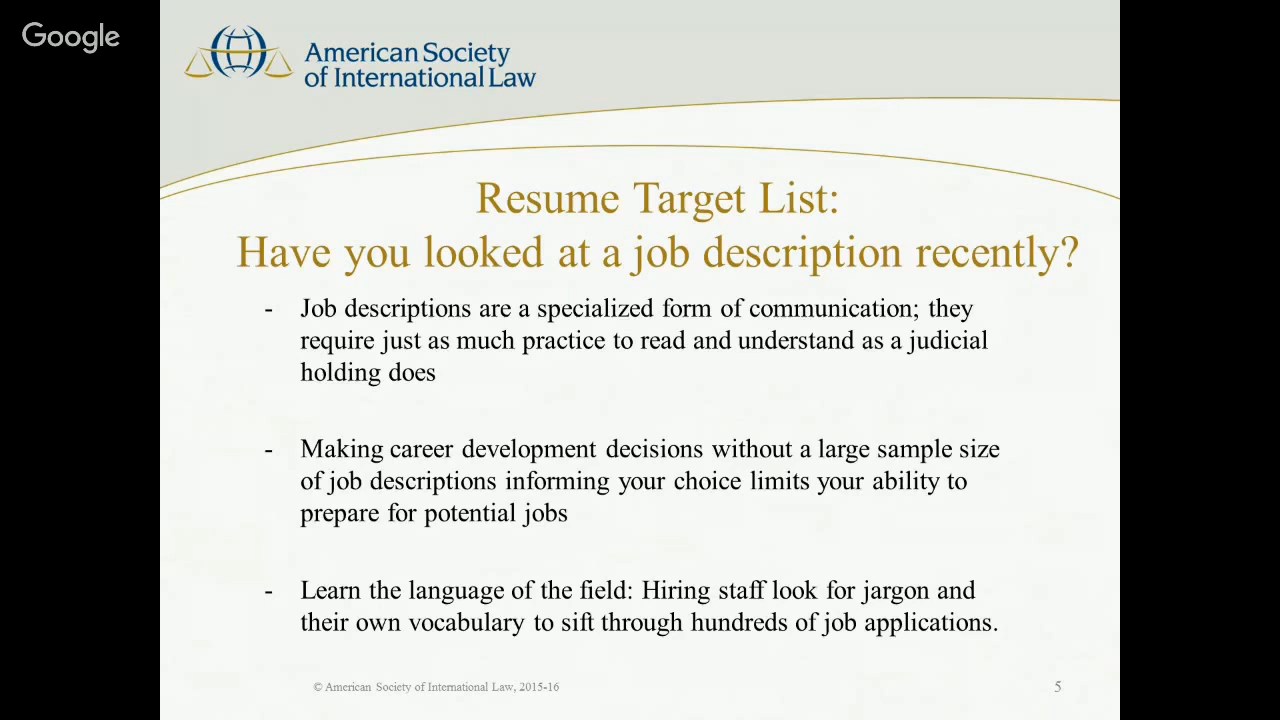 Google
American Society
of International Law
Resume Target List:
Have you looked at a job description recently?
- Job descriptions are a specialized form of communication; they
require just as much practice to read and understand as a judicial
holding does
- Making career development decisions without a large sample size
of job descriptions informing your choice limits your ability to
prepare for potential jobs
- Learn the language of the field: Hiring staff look for jargon and
their own vocabulary to sift through hundreds of job applications.
© American Society of International Law, 2015-16
5